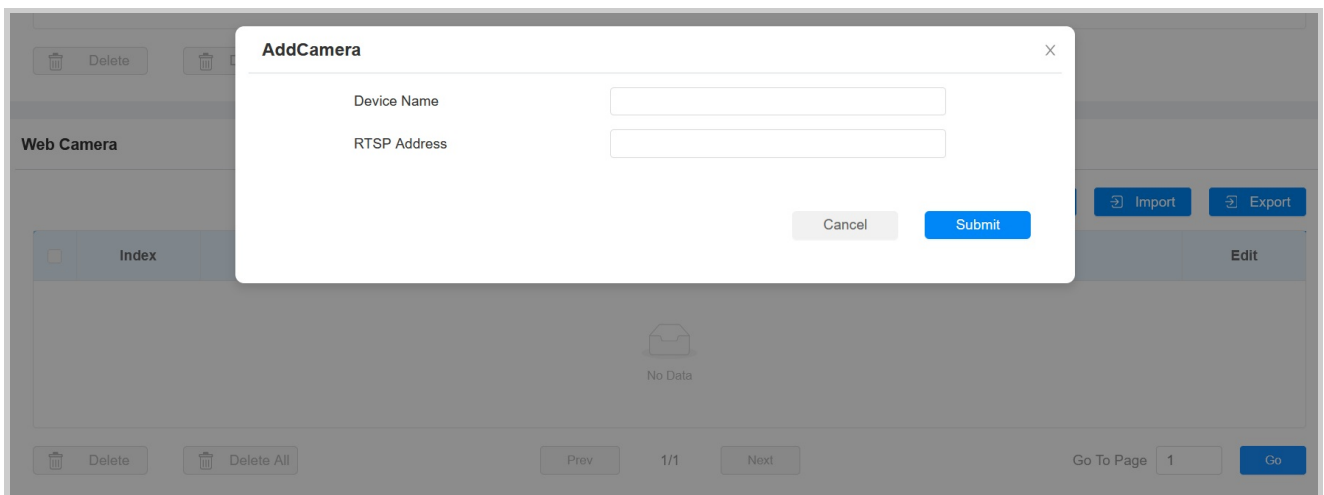 AddCamera
X
Delete
D
Device Name
RTSP Address
Web Camera
Import
Export
Cancel
Submit
Index
Edit
No Data
Delete
Delete All
Prev
1/1
Next
Go To Page
1
Go